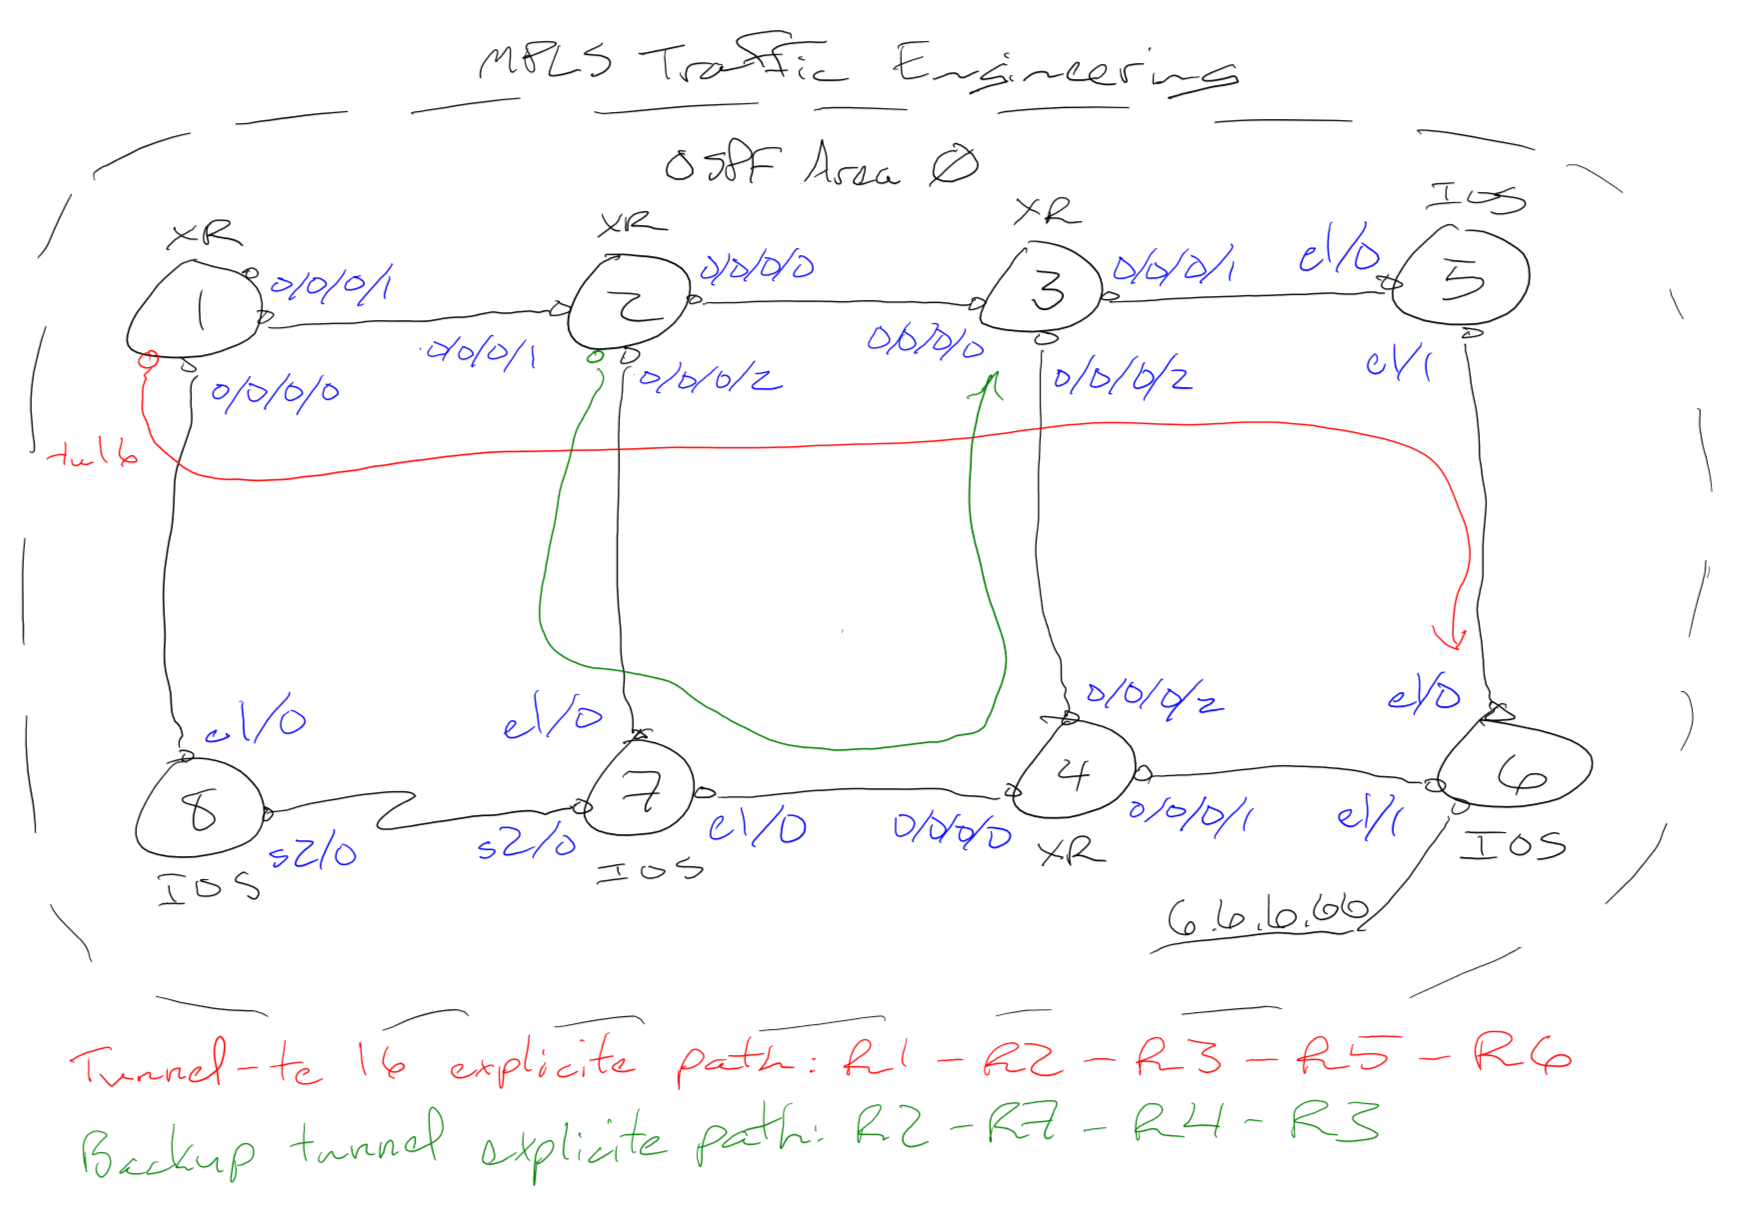 MPLS Traffic Engineering
OSPF Area 0
XR
XR
XR
IOS
1
2
3
5
0/0/0/1
0/0/0/0
0/0/0/1
e1/0
0/0/0/1
0/0/0/0
e1/1
0/0/0/0
0/0/0/2
0/0/0/2
tu16
e1/0
e1/0
0/0/0/2
e1/0
8
7
4
6
s2/0
s2/0
e1/0
0/0/0/0
0/0/0/1
e1/1
IOS
IOS
XR
IOS
6.6.6.60
Tunnel-te 16 explicite path: R1 - R2 - R3 - R5 - R6
Backup tunnel explicite path: R2 - R7 - R4 - R3